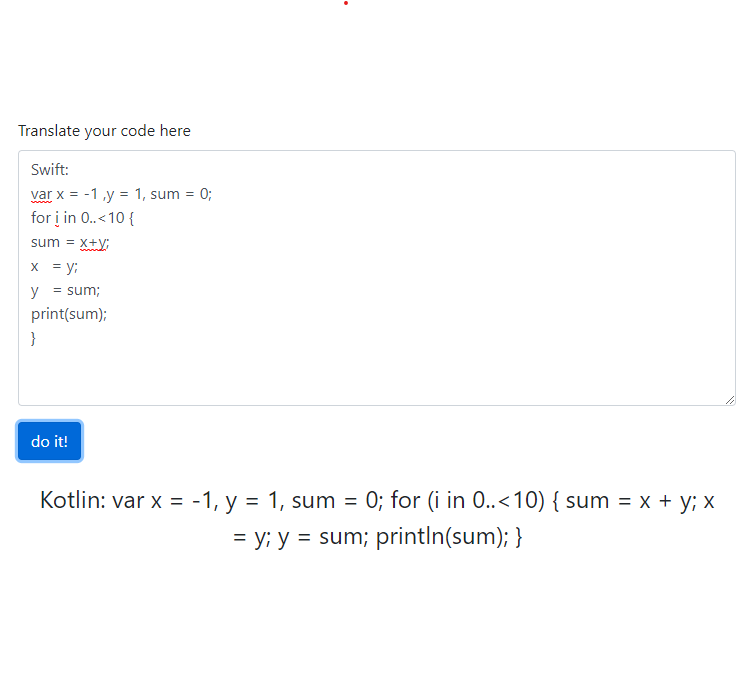 Translate your code here
Swift:
var x = -1 ,y = 1, sum = 0;
for i in 0..<10 {
sum = x+y;
x   = y;
y   = sum;
print(sum);
}
do it!
Kotlin: var x = -1, y = 1, sum = 0; for (i in 0..<10) { sum = x + y; x
= y; y = sum; println(sum); }